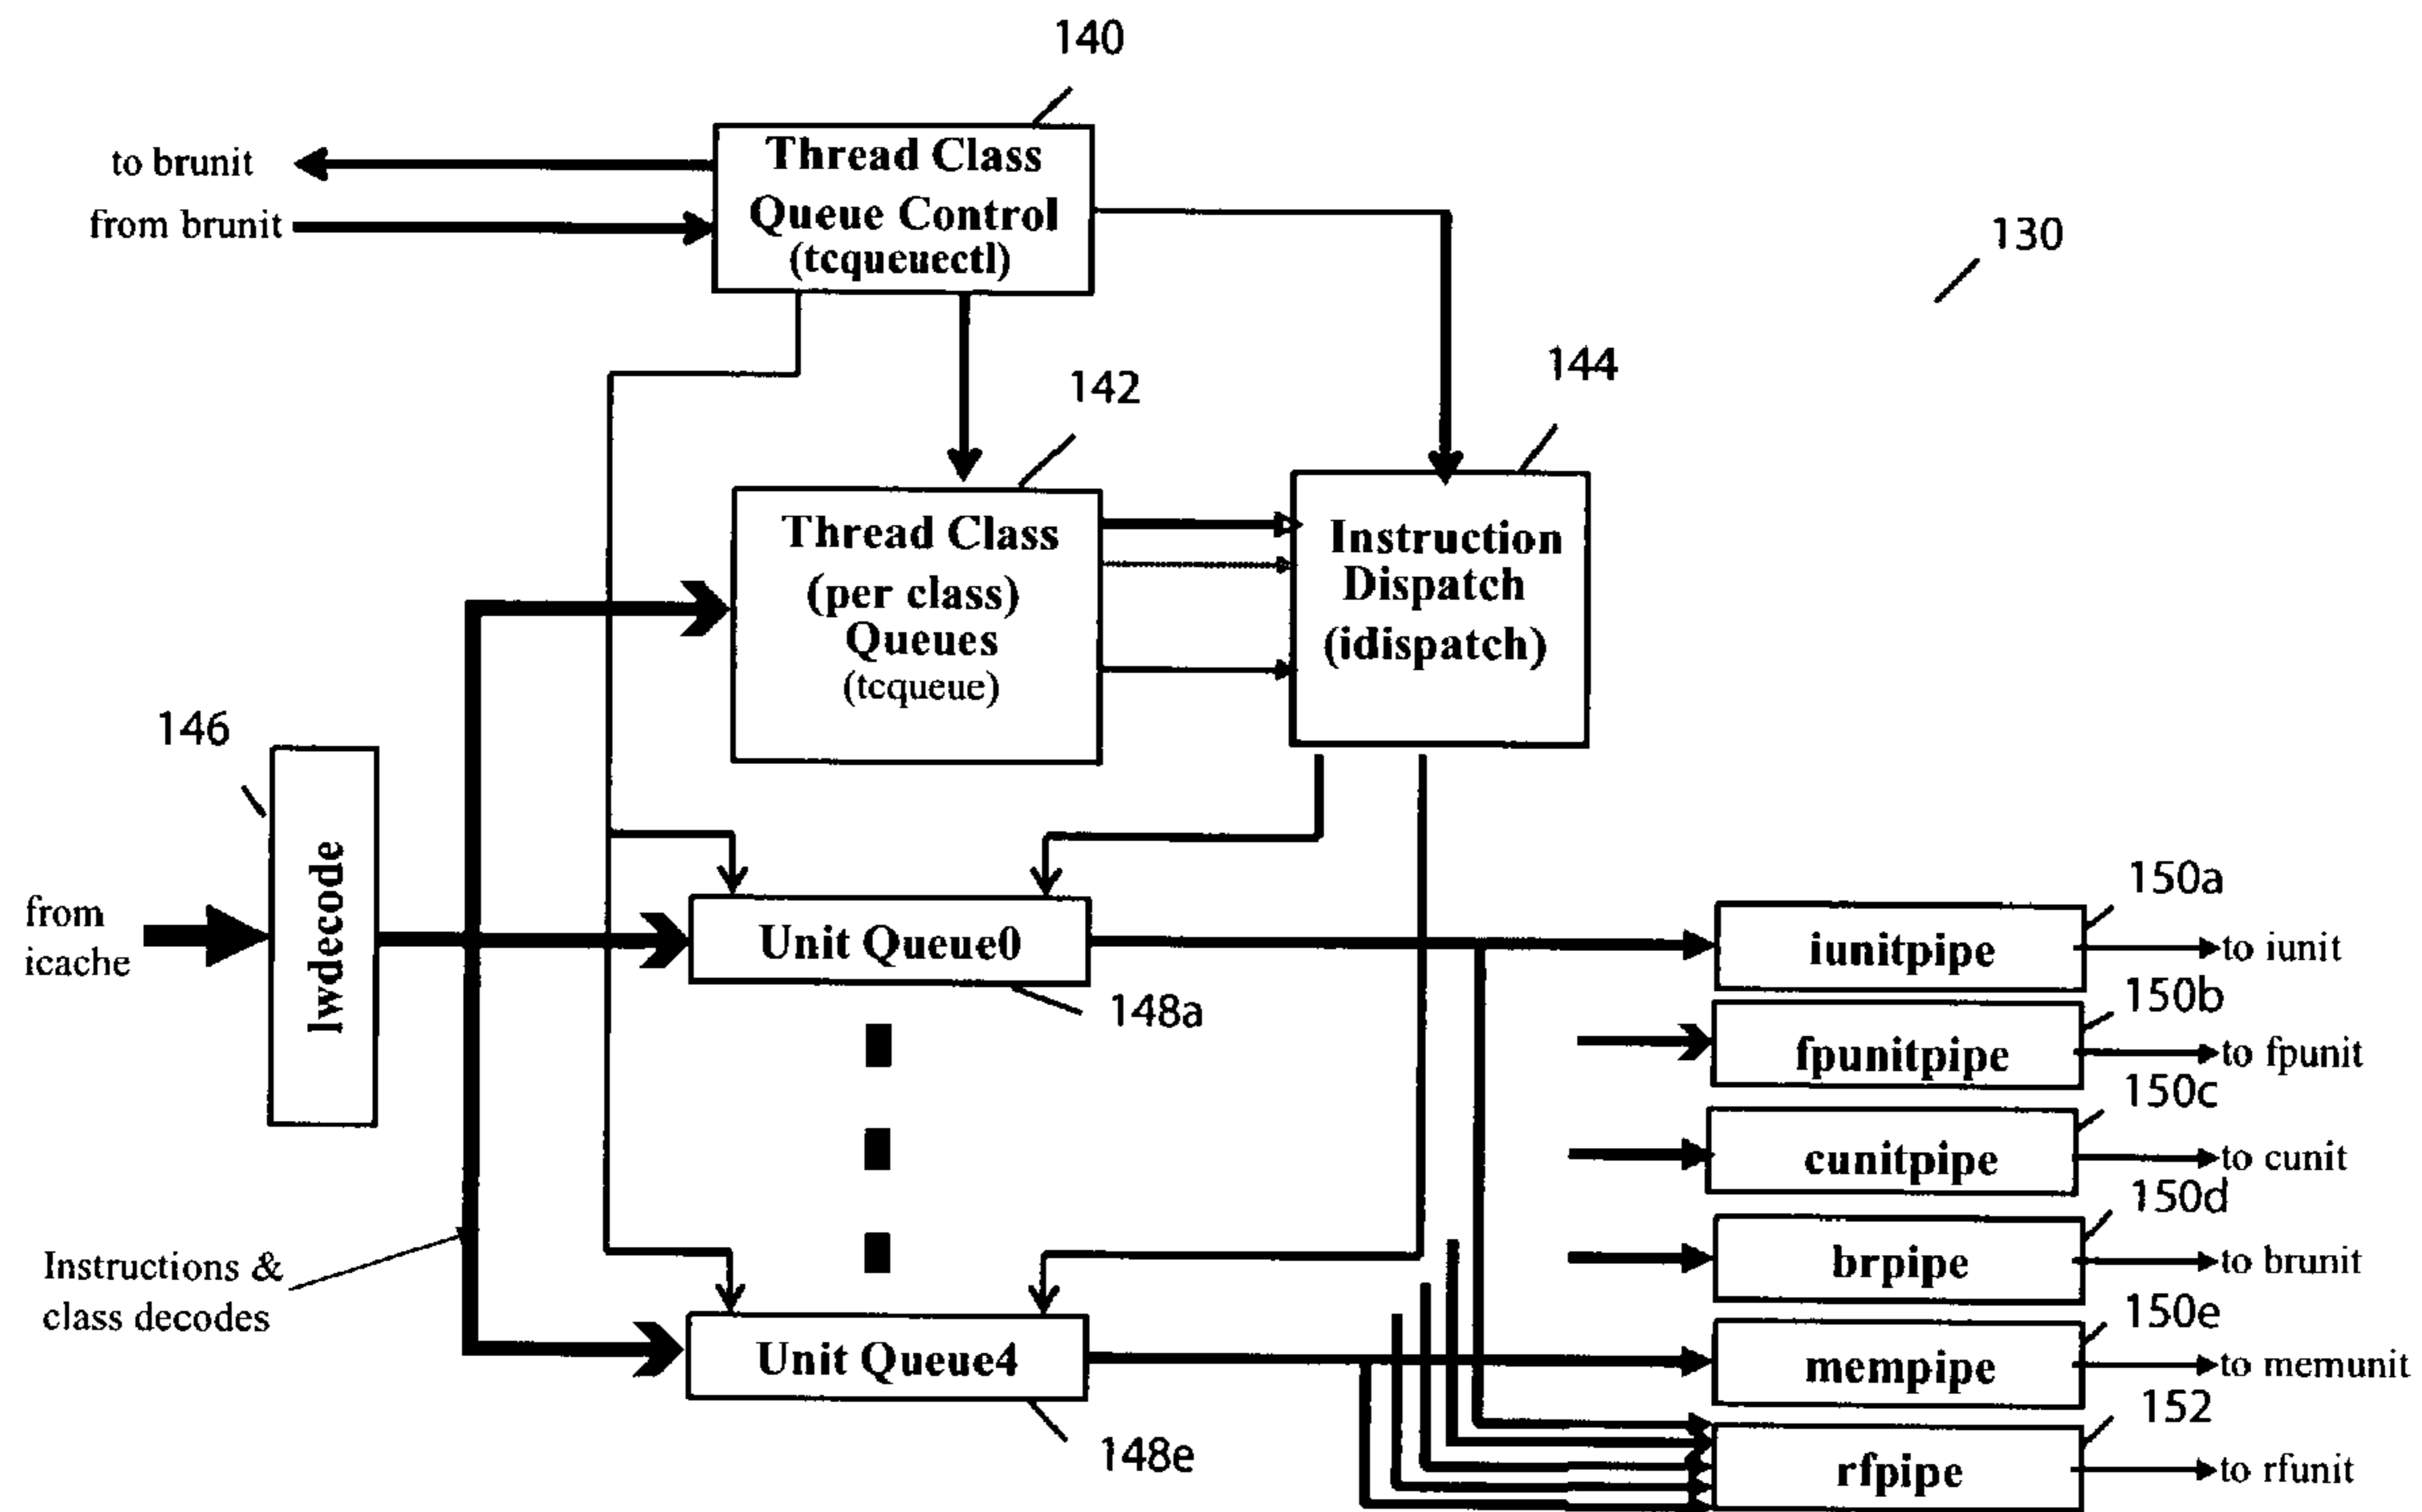 140
Thread Class
Queue Control
(tcqueuectl)
to brunit
from brunit
130
142
144
Thread Class
(per class)
Queues
(tcqueue)
Instruction
Dispatch
(idispatch)
146
lwdecode
from
icache
Unit Queue0
148a
150a
iunitpipe
to iunit
150b
fpunitpipe
to fpunit
150c
cunitpipe
to cunit
150d
brpipe
to brunit
150e
mempipe
to memunit
152
rfpipe
to rfunit
Instructions &
class decodes
Unit Queue4
148e